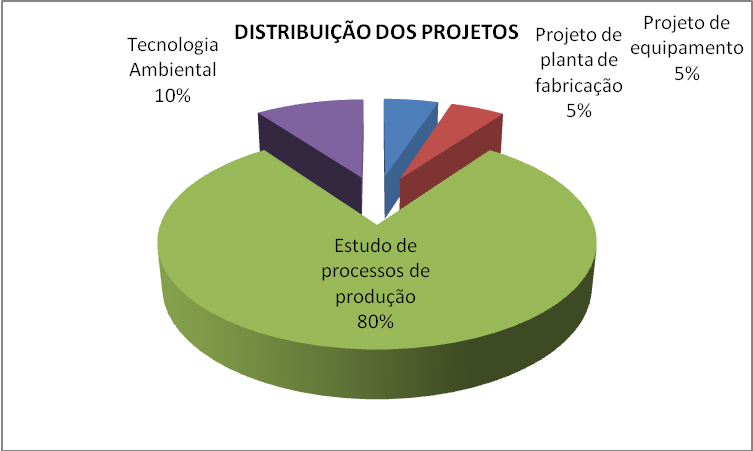 DISTRIBUIÇÃO DOS PROJETOS
Tecnologia
Ambiental
10%
Projeto de
planta de
fabricação
5%
Projeto de
equipamento
5%
Estudo de
processos de
produção
80%